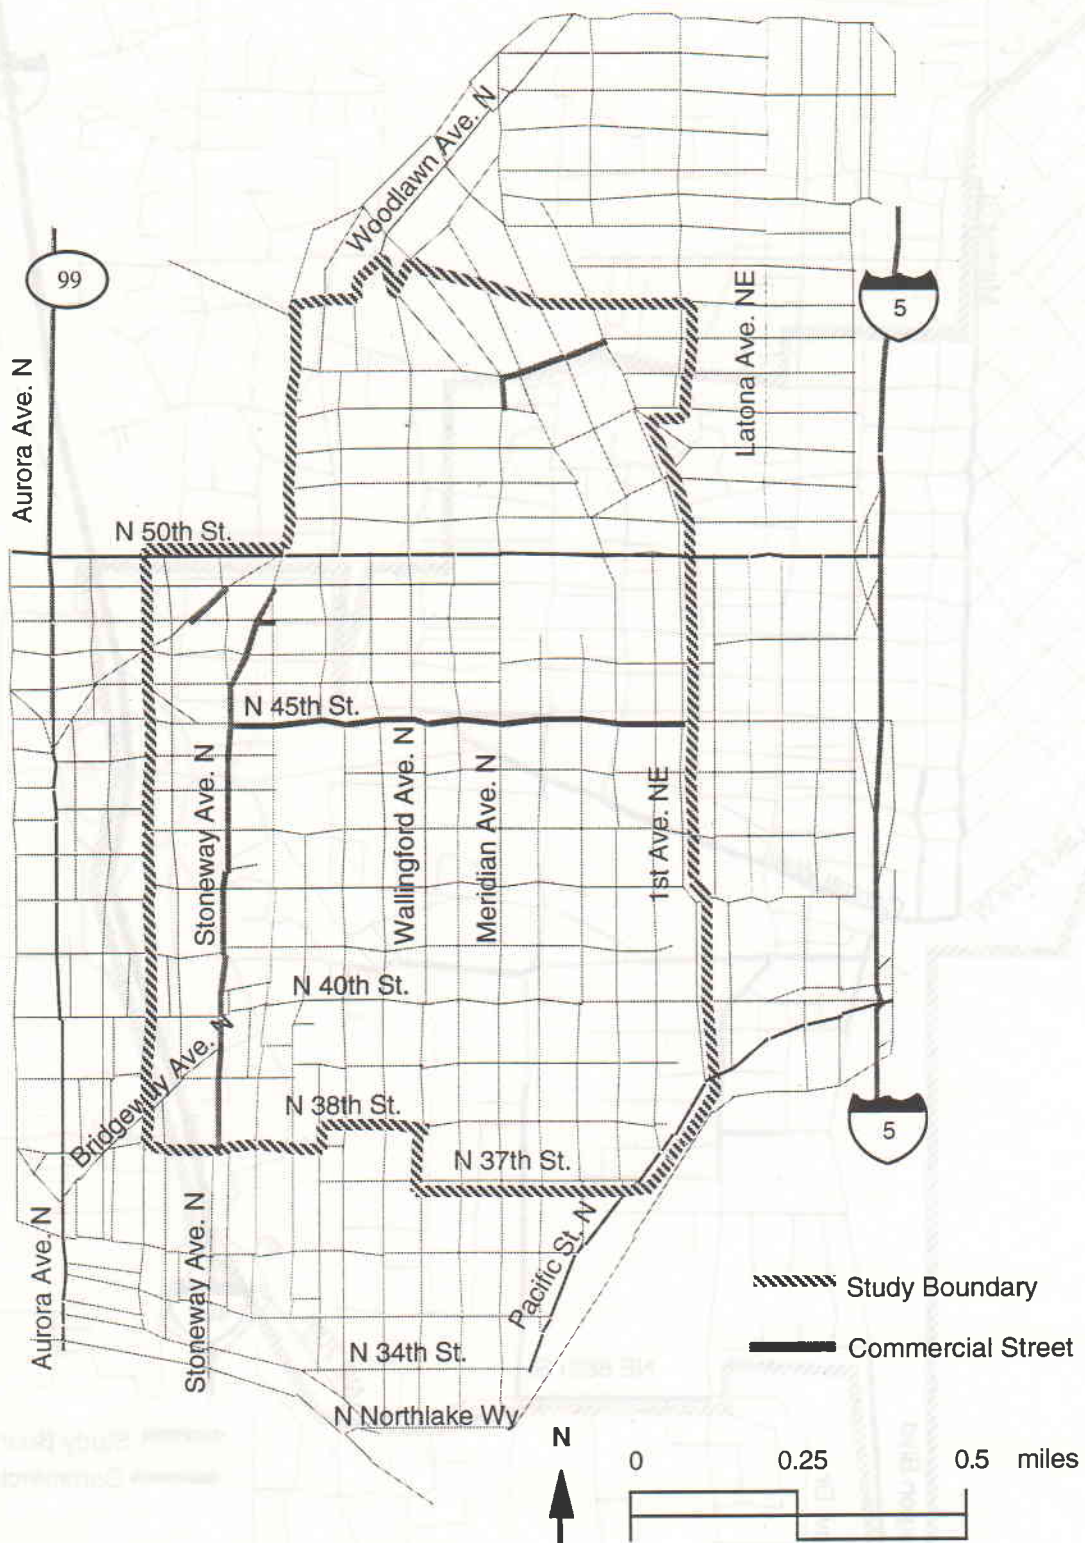 Woodlawn Ave. N
99
5
Aurora Ave. N
Latona Ave. NE
N 50th St.
N 45th St.
Stoneway Ave. N
Wallingford Ave. N
Meridian Ave. N
1st Ave. NE
N 40th St.
Bridgeway Ave. N
N 38th St.
5
N 37th St.
Aurora Ave. N
Stoneway Ave. N
Pacific St. N
Study Boundary
Commercial Street
N 34th St.
N Northlake Wy
N
0 0.25 0.5 miles